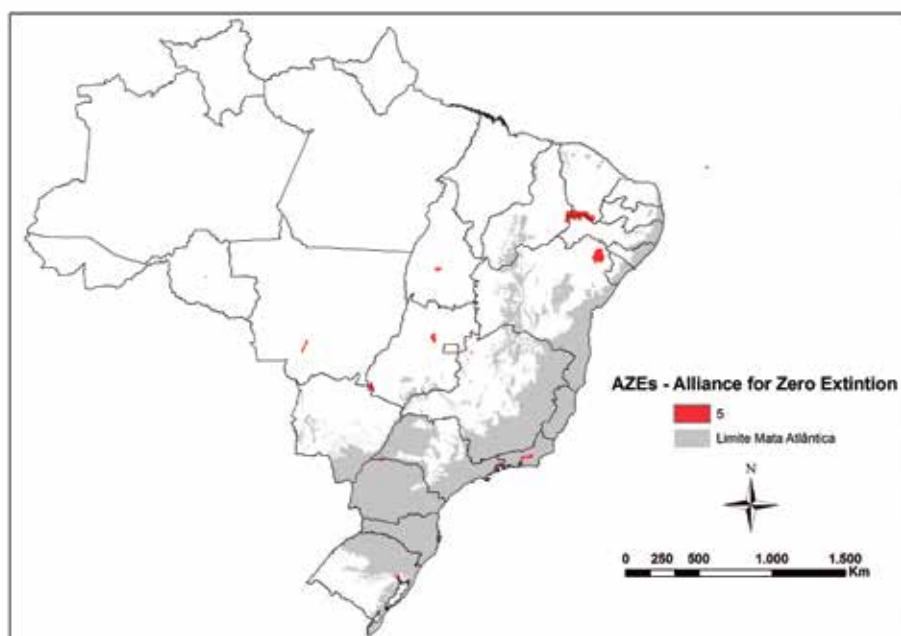 AZEs - Alliance for Zero Extintion
5
Limite Mata Atlântica
N
0 250 500 1.000 1.500
Km